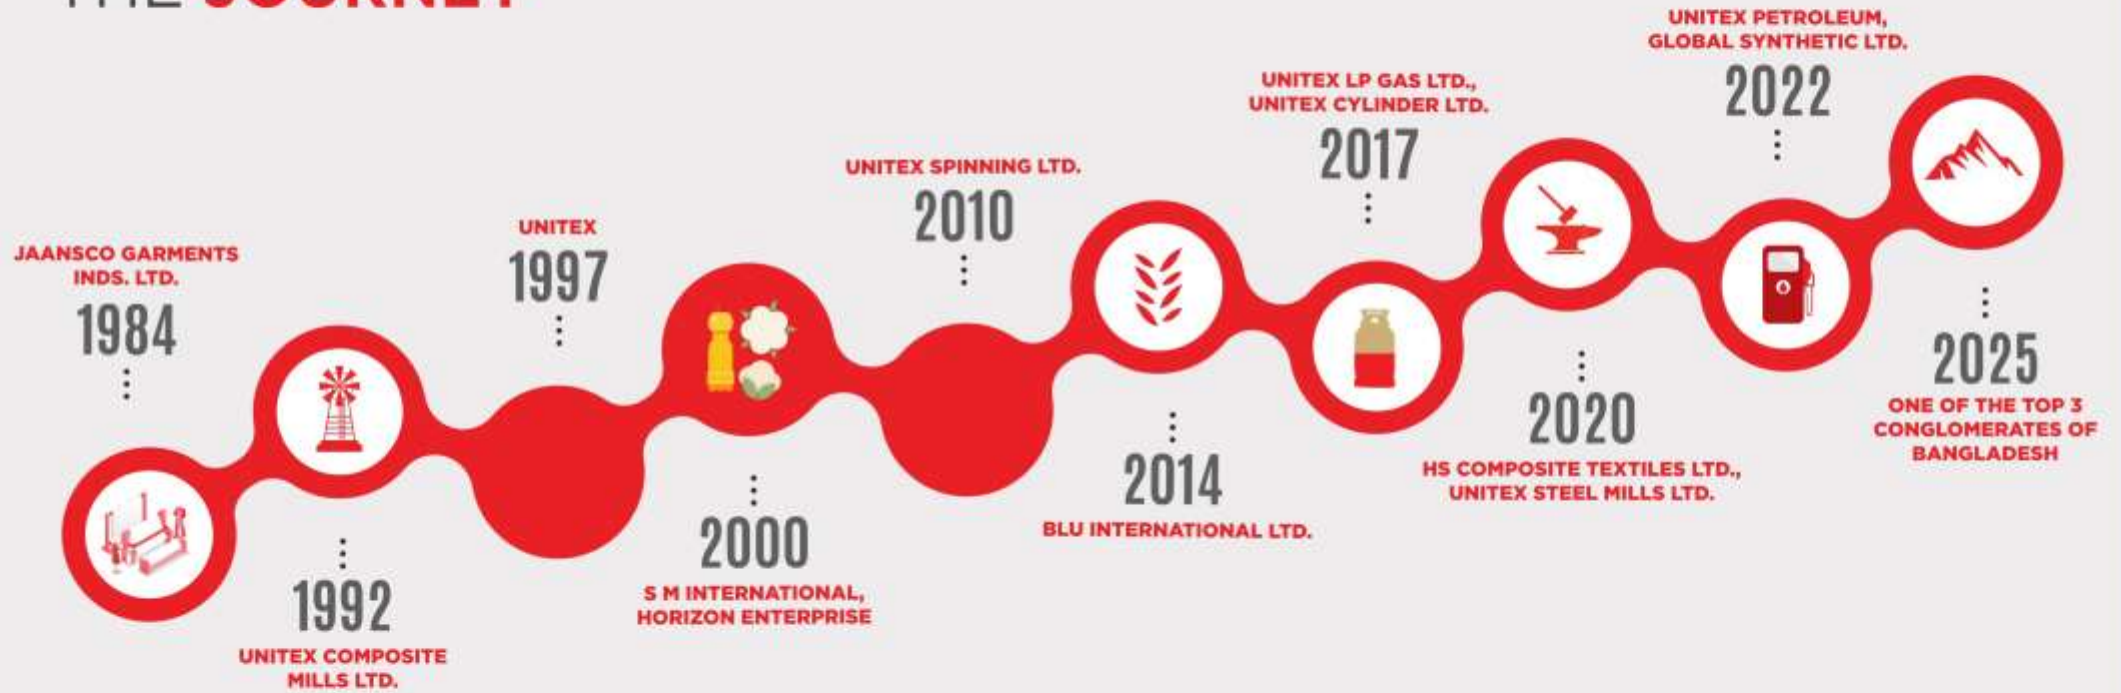 THE JOURNEY
JAANSCO GARMENTS
INDS. LTD.
1984
1992
UNITEX COMPOSITE
MILLS LTD.
UNITEX
1997
2000
S M INTERNATIONAL,
HORIZON ENTERPRISE
UNITEX SPINNING LTD.
2010
2014
BLU INTERNATIONAL LTD.
UNITEX LP GAS LTD.,
UNITEX CYLINDER LTD.
2017
2020
HS COMPOSITE TEXTILES LTD.,
UNITEX STEEL MILLS LTD.
UNITEX PETROLEUM,
GLOBAL SYNTHETIC LTD.
2022
2025
ONE OF THE TOP 3
CONGLOMERATES OF
BANGLADESH